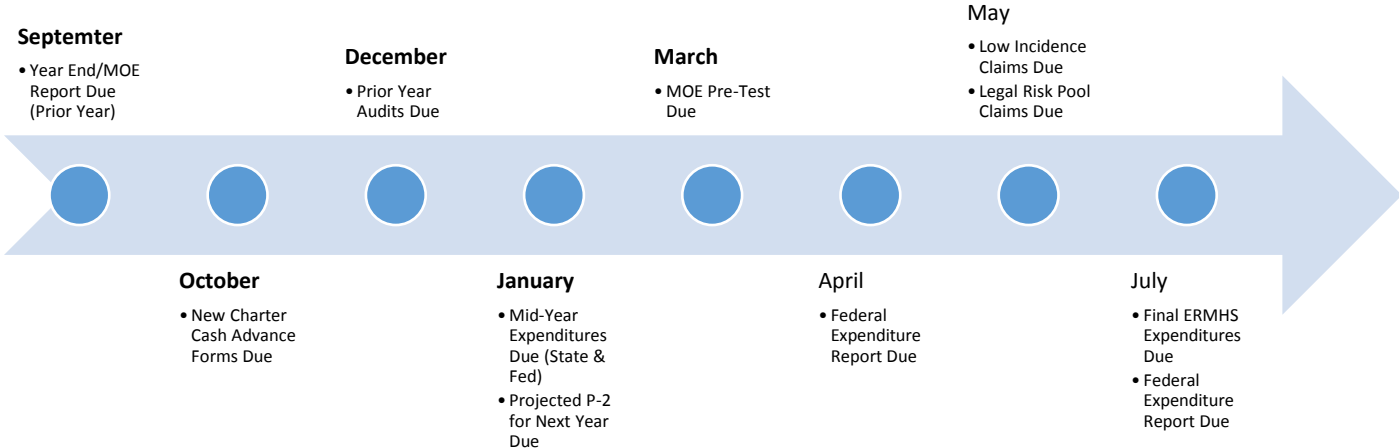 Septemter
• Year End/MOE
Report Due
(Prior Year)
October
• New Charter
Cash Advance
Forms Due
December
• Prior Year
Audits Due
January
• Mid-Year
Expenditures
Due (State &
Fed)
• Projected P-2
for Next Year
Due
March
• MOE Pre-Test
Due
April
• Federal
Expenditure
Report Due
May
• Low Incidence
Claims Due
• Legal Risk Pool
Claims Due
July
• Final ERMHS
Expenditures
Due
• Federal
Expenditure
Report Due